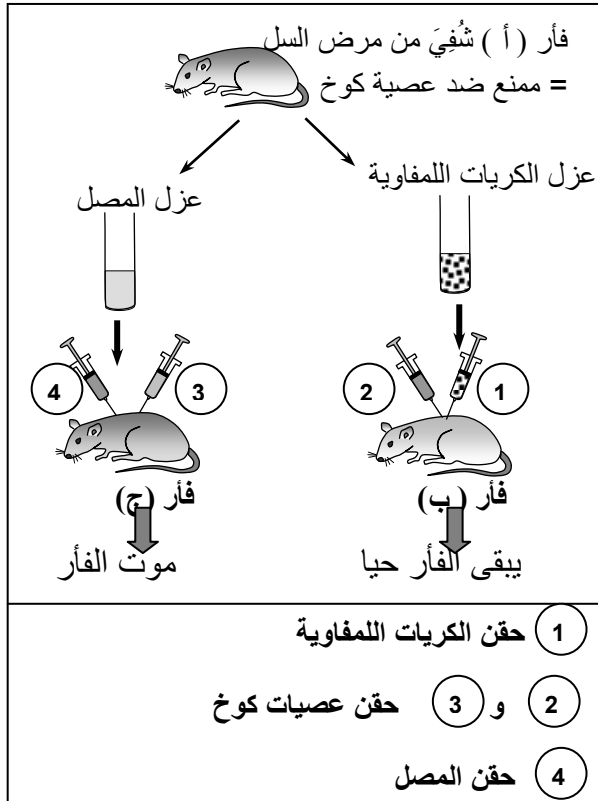 فأر ( أ ) شُفِيَ من مرض السل
= ممنع ضد عصية كوخ
عزل الكريات اللمفاوية
عزل المصل
1
2
3
4
فأر ( ب)
فأر (ج)
يبقى الفأر حيا
موت الفأر
1 حقن الكريات اللمفاوية
2 و 3 حقن عصيات كوخ
4 حقن المصل